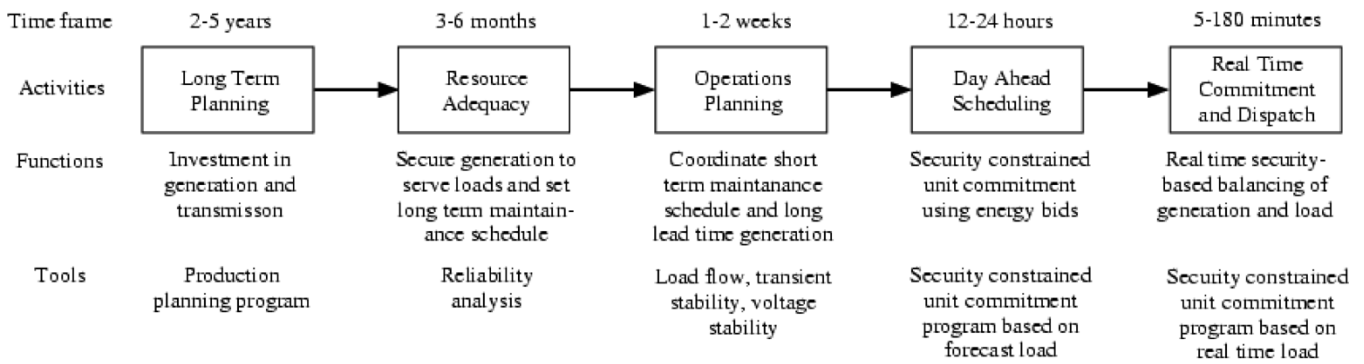 Time frame
2-5 years
3-6 months
1-2 weeks
12-24 hours
5-180 minutes
Activities
Long Term
Planning
Resource
Adequacy
Operations
Planning
Day Ahead
Scheduling
Real Time
Commitment
and Dispatch
Functions
Investment in
generation and
transmisson
Secure generation to
serve loads and set
long term maintain-
ance schedule
Coordinate short
term maintanance
schedule and long
lead time generation
Security constrained
unit commitment
using energy bids
Real time security-
based balancing of
generation and load
Tools
Production
planning program
Reliability
analysis
Load flow, transient
stability, voltage
stability
Security constrained
unit commitment
program based on
forecast load
Security constrained
unit commitment
program based on
real time load